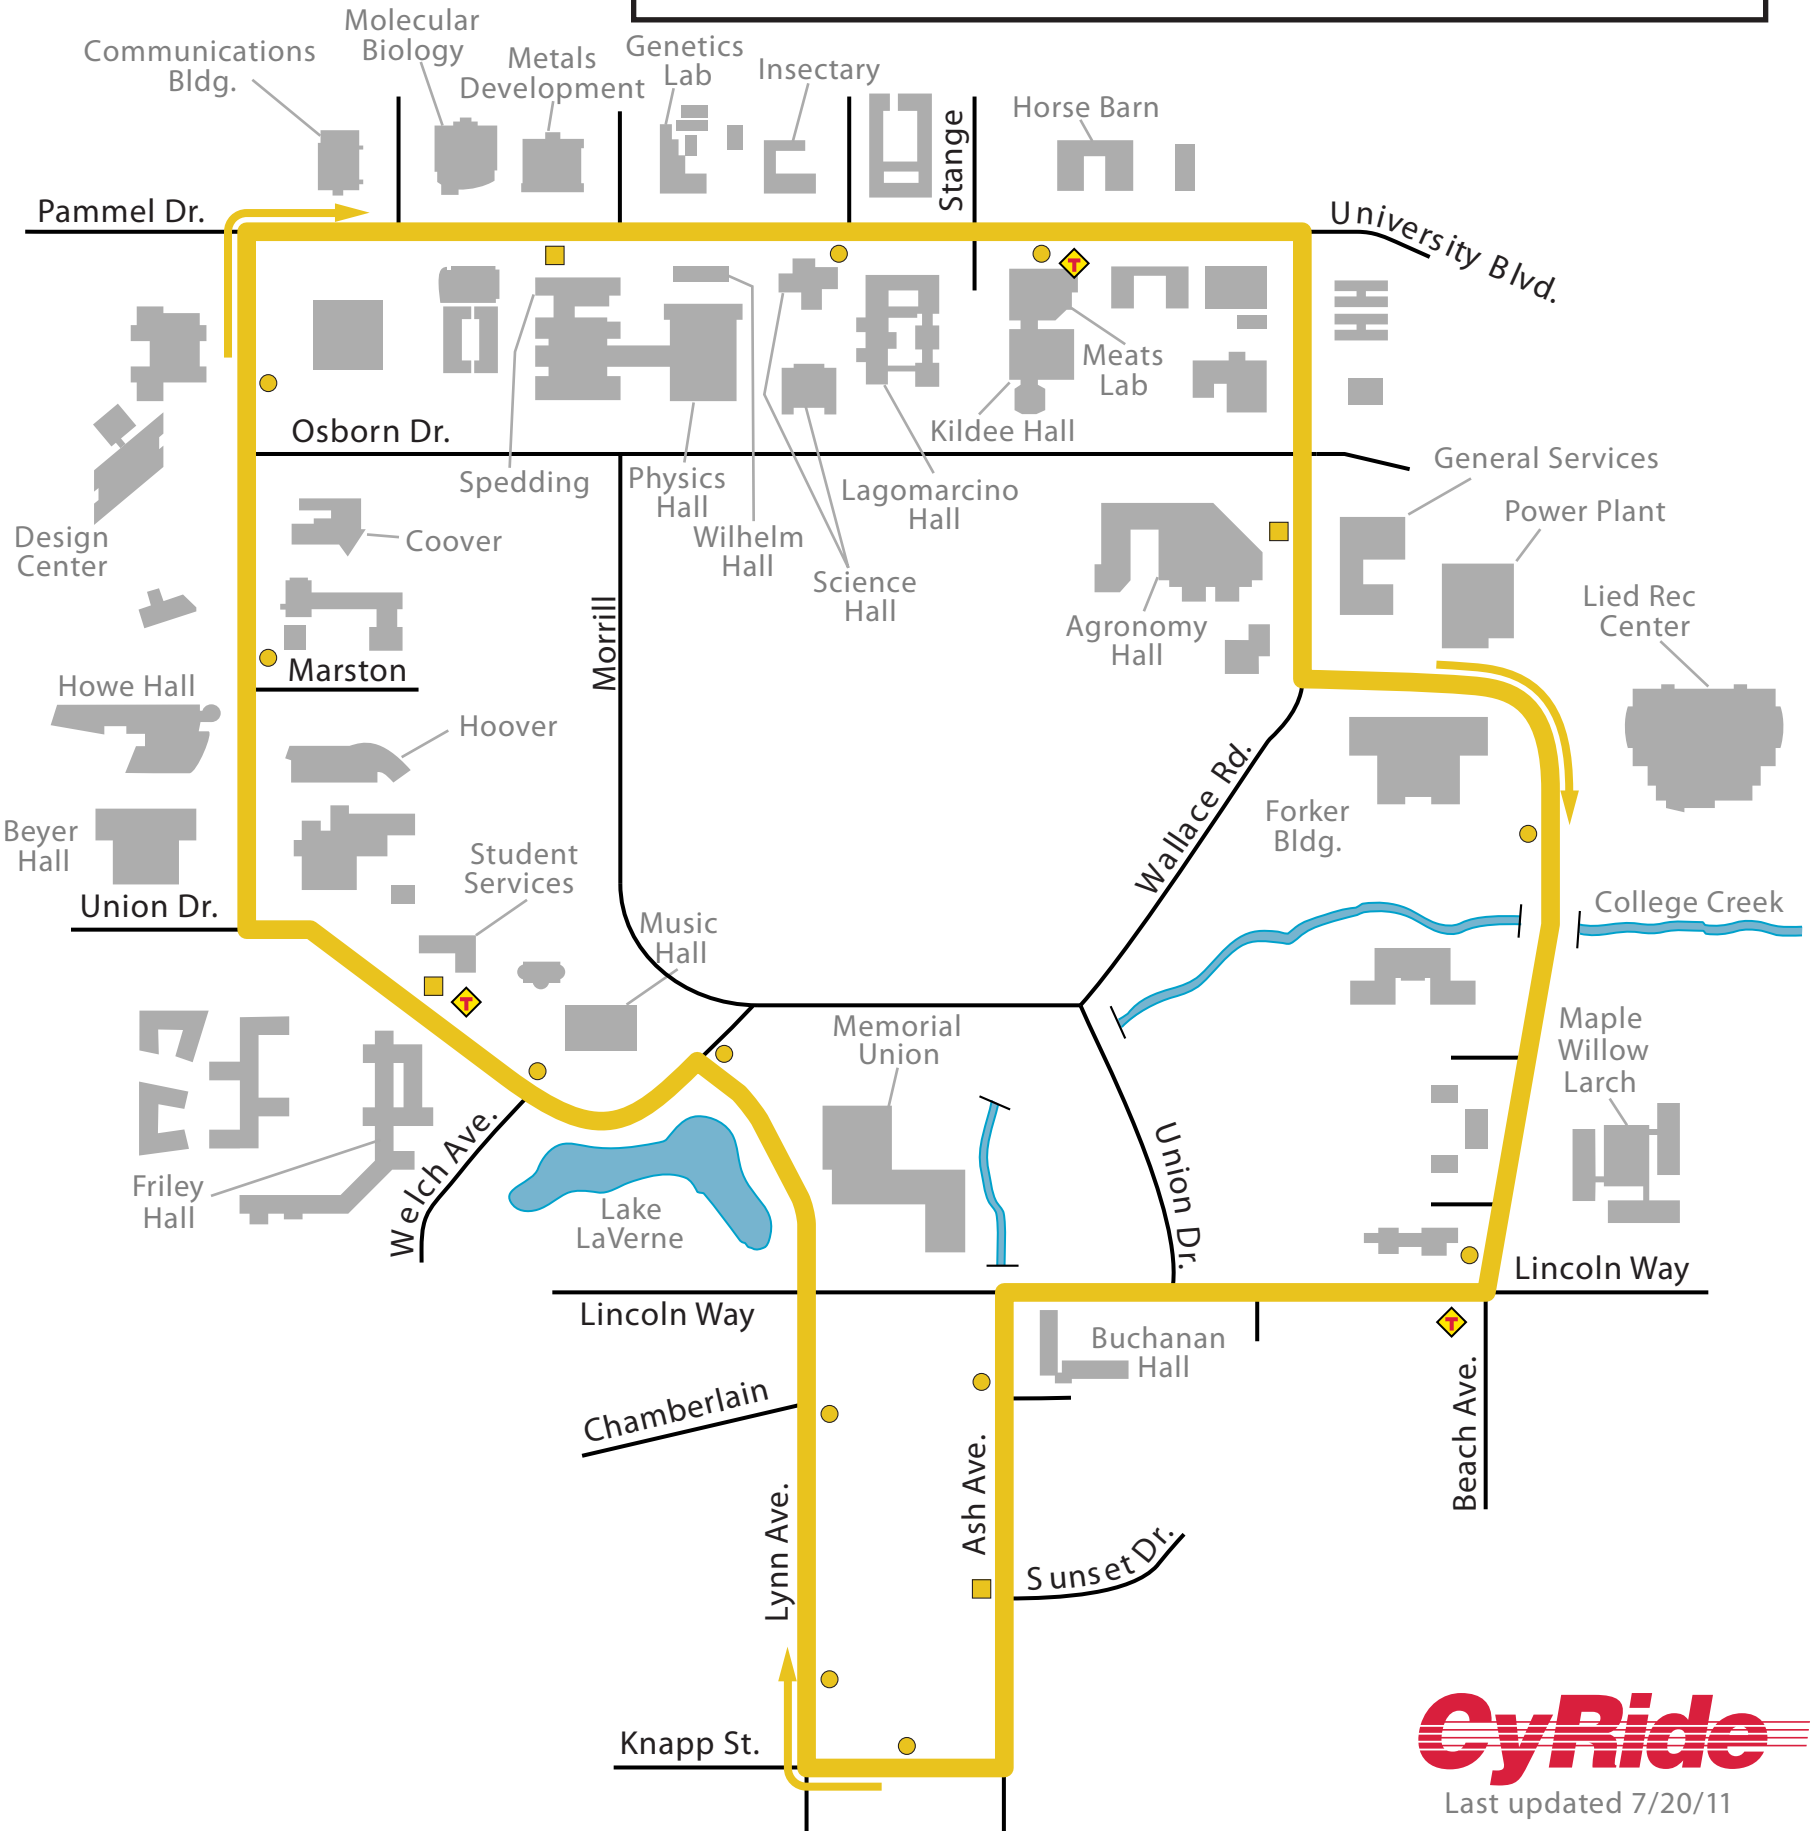 Communications
Bldg.
Molecular
Biology
Metals
Development
Genetics
Lab
Insectary
Stange
Horse Barn
Pammel Dr.
University Blvd.
Meats
Lab
Osborn Dr.
Kildee Hall
Spedding
Physics
Hall
Wilhelm
Hall
Lagomarcino
Hall
Science
Hall
General Services
Power Plant
Design
Center
Coover
Morrill
Agronomy
Hall
Lied Rec
Center
Marston
Howe Hall
Hoover
Wallace Rd.
Forker
Bldg.
Beyer
Hall
Student
Services
Union Dr.
Music
Hall
College Creek
T
T
Memorial
Union
Maple
Willow
Larch
Welch Ave.
Union Dr.
Friley
Hall
Lake
LaVerne
Lincoln Way
Lincoln Way
T
Buchanan
Hall
Chamberlain
Beach Ave.
Ash Ave.
Lynn Ave.
Sunset Dr.
Knapp St.
CyRide
Last updated 7/20/11